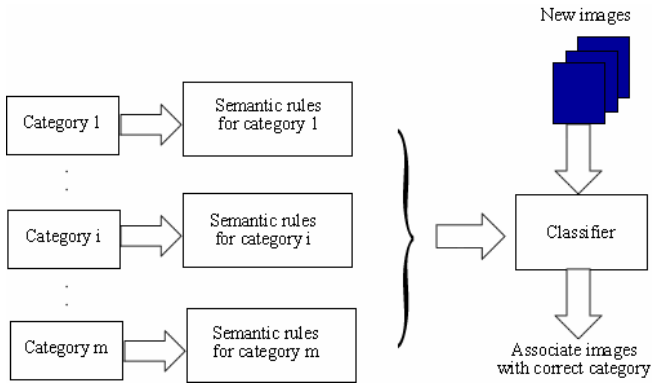 New images
Category 1
Semantic rules
for category 1
Category i
Semantic rules
for category i
Classifier
Category m
Semantic rules
for category m
Associate images
with correct category